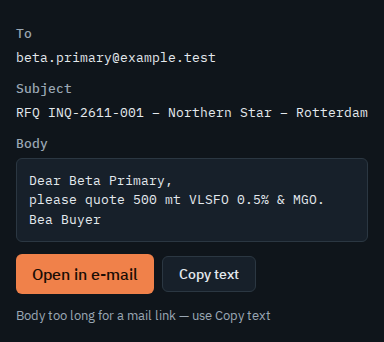 To
beta.primary@example.test
Subject
RFQ INQ-2611-001 – Northern Star – Rotterdam
Body
Dear Beta Primary,
please quote 500 mt VLSFO 0.5% & MGO.
Bea Buyer
Open in e-mail
Copy text
Body too long for a mail link — use Copy text